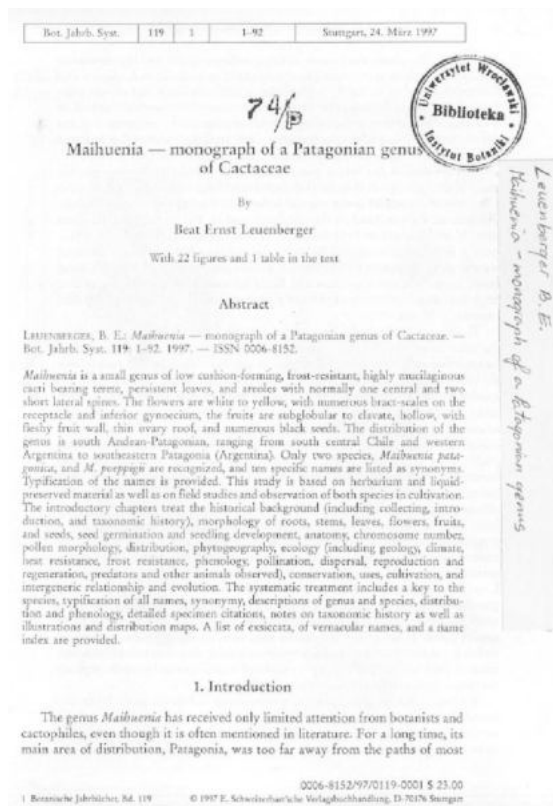 Bot. Jahrb. Syst. 119 1 1–92 Stuttgart, 24. März 1997
Uniwersytet Wrocławski
Biblioteka
Instytut Botaniki
74/P
Maihuenia — monograph of a Patagonian genus
of Cactaceae
By
Beat Ernst Leuenberger
With 22 figures and 1 table in the text
Leuenberger B. E.
Maihuenia - monograph of a Patagonian genus
Abstract
LEUENBERGER, B. E.: Maihuenia — monograph of a Patagonian genus of Cactaceae. —
Bot. Jahrb. Syst. 119: 1–92. 1997. — ISSN 0006-8152.
Maihuenia is a small genus of low cushion-forming, frost-resistant, highly mucilaginous
cacti bearing terete, persistent leaves, and areoles with normally one central and two
short lateral spines. The flowers are white to yellow, with numerous bract-scales on the
receptacle and inferior gynoecium, the fruits are subglobular to clavate, hollow, with
fleshy fruit wall, thin ovary roof, and numerous black seeds. The distribution of the
genus is south Andean-Patagonian, ranging from south central Chile and western
Argentina to southeastern Patagonia (Argentina). Only two species, Maihuenia pata-
gonica, and M. poeppigii are recognized, and ten specific names are listed as synonyms.
Typification of the names is provided. This study is based on herbarium and liquid-
preserved material as well as on field studies and observation of both species in cultivation.
The introductory chapters treat the historical background (including collecting, intro-
duction, and taxonomic history), morphology of roots, stems, leaves, flowers, fruits,
and seeds, seed germination and seedling development, anatomy, chromosome number,
pollen morphology, distribution, phytogeography, ecology (including geology, climate,
heat resistance, frost resistance, phenology, pollination, dispersal, reproduction and
regeneration, predators and other animals observed), conservation, uses, cultivation, and
intergeneric relationship and evolution. The systematic treatment includes a key to the
species, typification of all names, synonymy, descriptions of genus and species, distribu-
tion and phenology, detailed specimen citations, notes on taxonomic history as well as
illustrations and distribution maps. A list of exsiccata, of vernacular names, and a name
index are provided.
1. Introduction
The genus Maihuenia has received only limited attention from botanists and
cactophiles, even though it is often mentioned in literature. For a long time, its
main area of distribution, Patagonia, was too far away from the paths of most
0006-8152/97/0119-0001 $ 23.00
1 Botanische Jahrbücher, Bd. 119 © 1997 E. Schweizerbart'sche Verlagsbuchhandlung, D-70176 Stuttgart